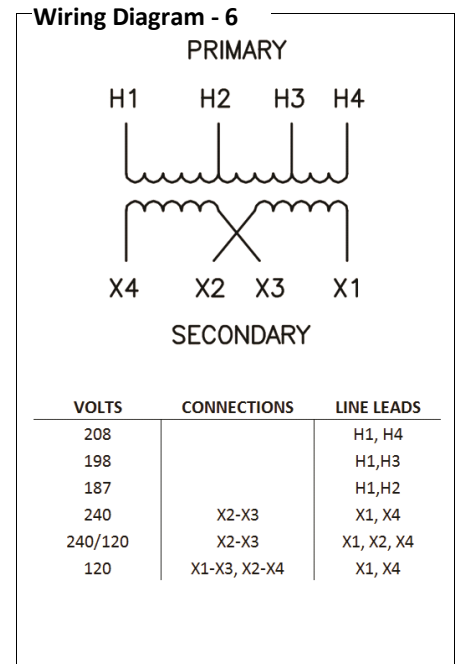 Wiring Diagram - 6
PRIMARY
H1 H2 H3 H4
X4 X2 X3 X1
SECONDARY
VOLTS CONNECTIONS LINE LEADS
208 H1, H4
198 H1,H3
187 H1,H2
240 X2-X3 X1, X4
240/120 X2-X3 X1, X2, X4
120 X1-X3, X2-X4 X1, X4